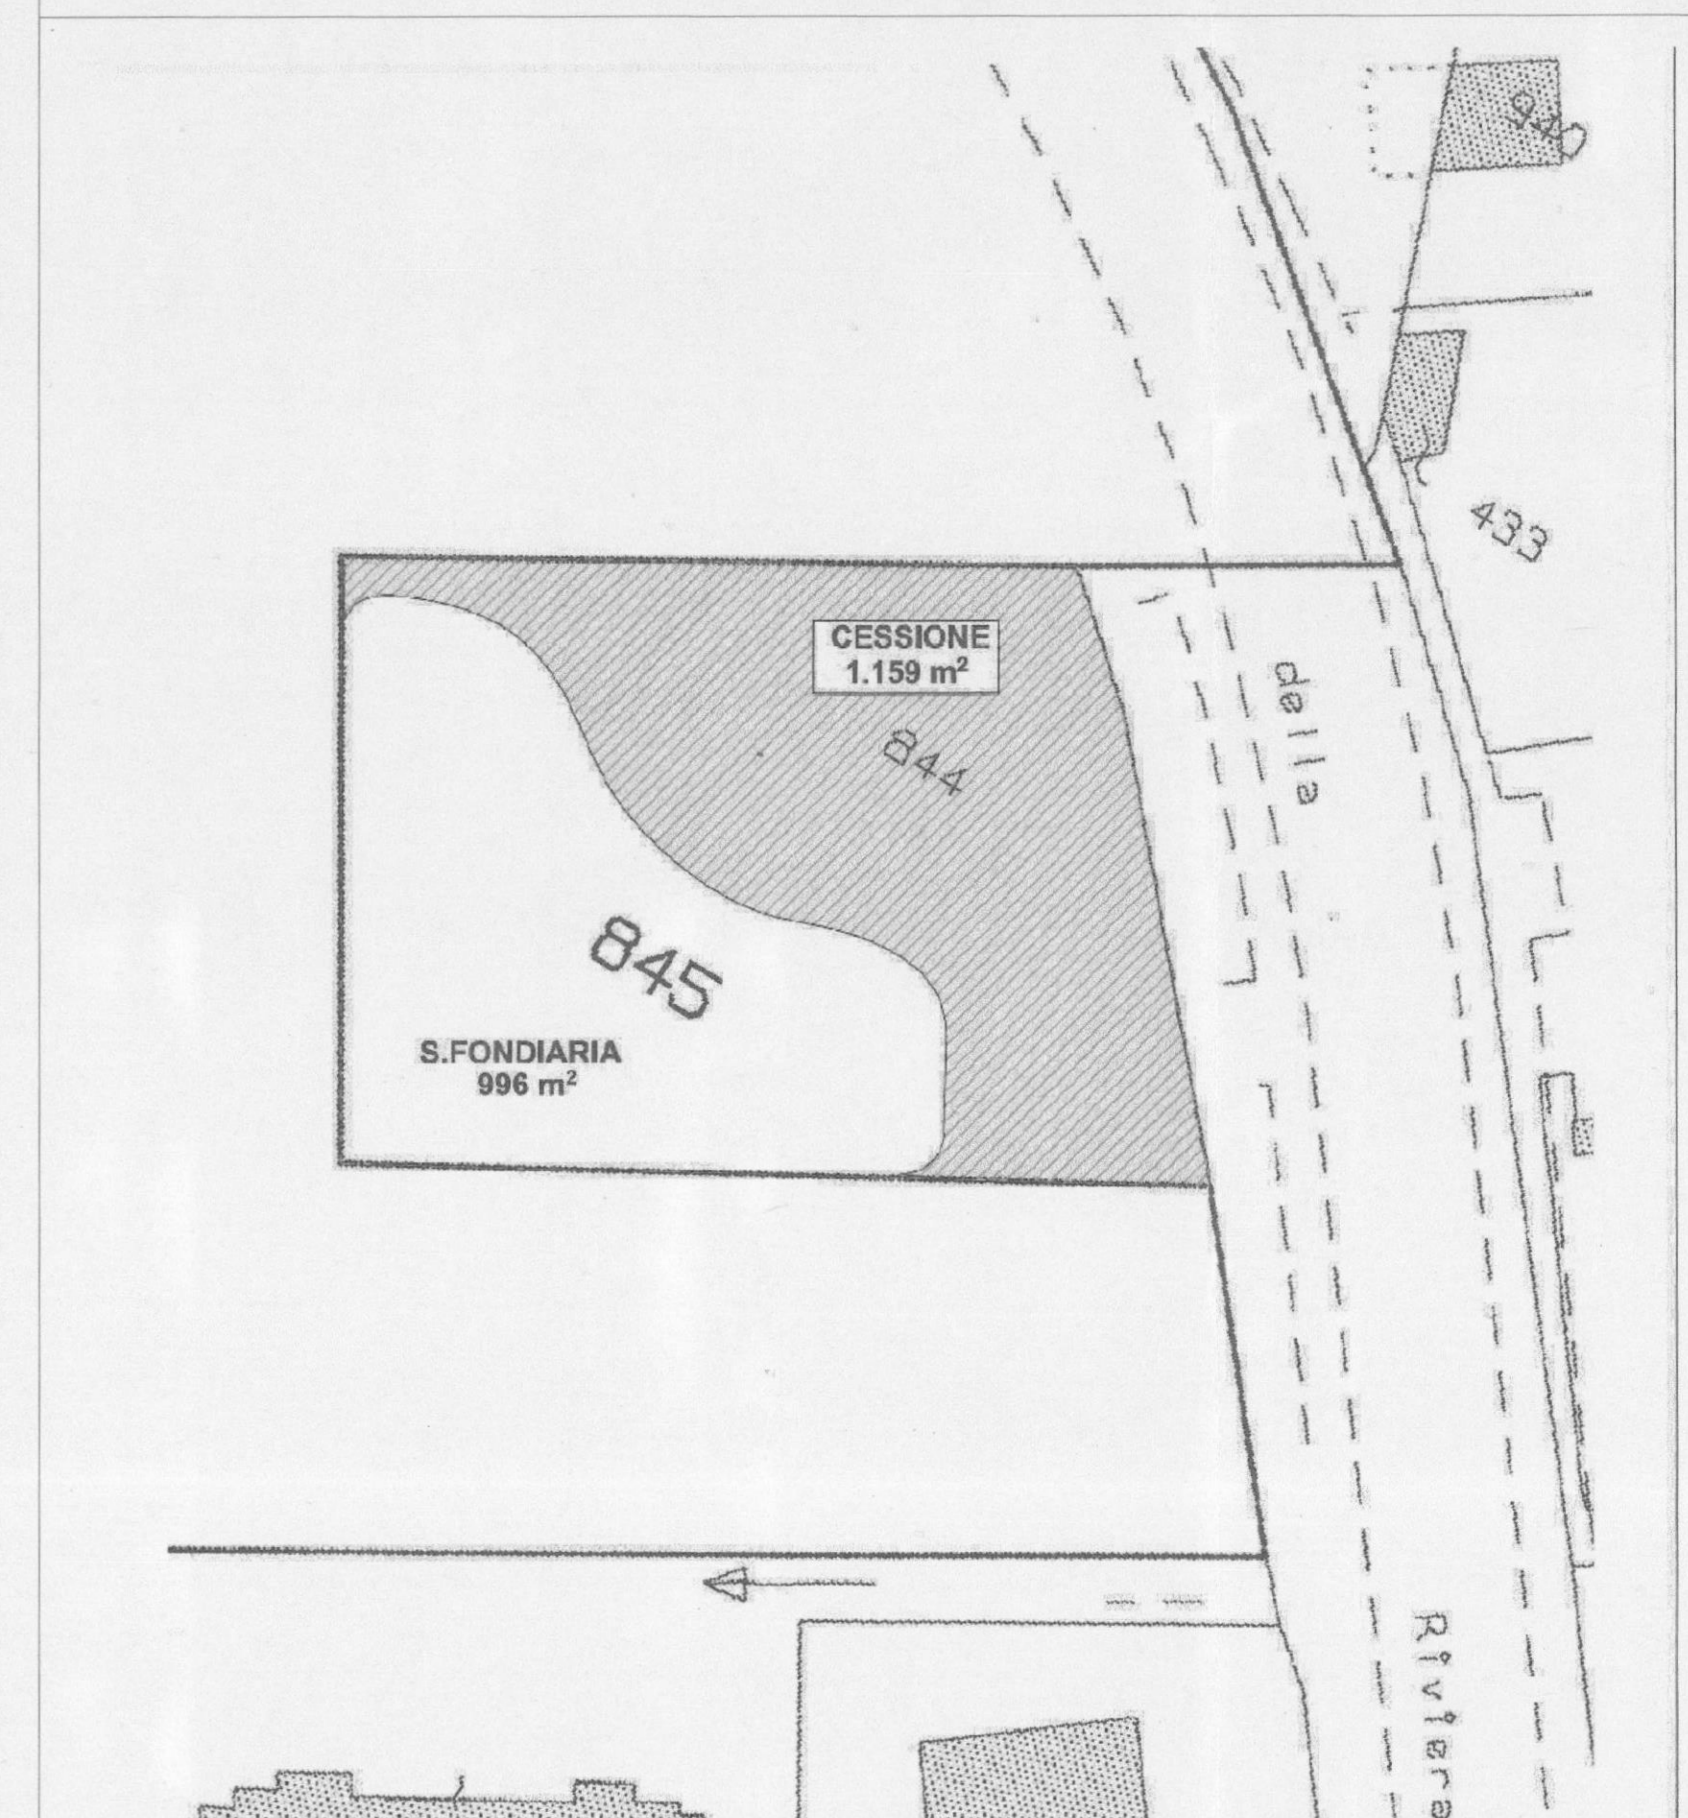 940
433
CESSIONE
1.159 m²
della
844
845
S.FONDIARIA
996 m²
Riviera